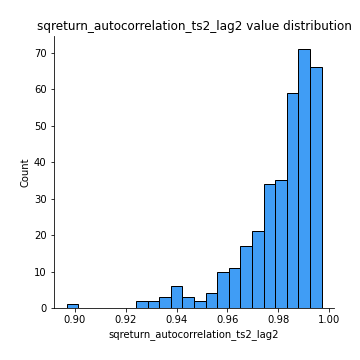 sqreturn_autocorrelation_ts2_lag2 value distribution
70
60
50
40
30
20
10
0
Count
0.90 0.92 0.94 0.96 0.98 1.00
sqreturn_autocorrelation_ts2_lag2